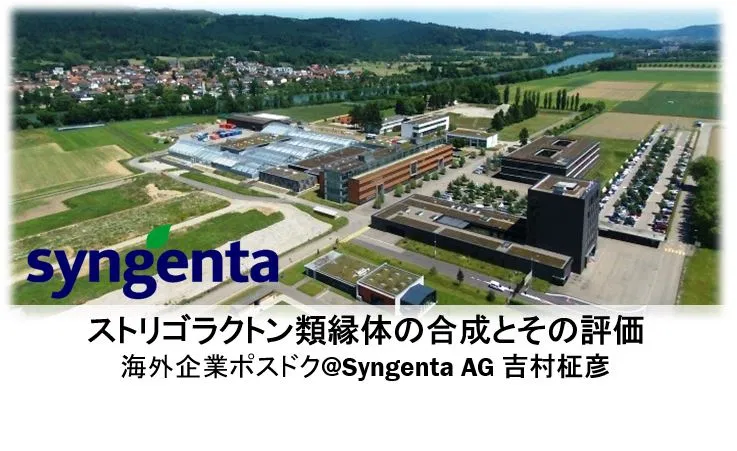 syngenta
ストリゴラクトン類縁体の合成とその評価
海外企業ポスドク@Syngenta AG 吉村柾彦